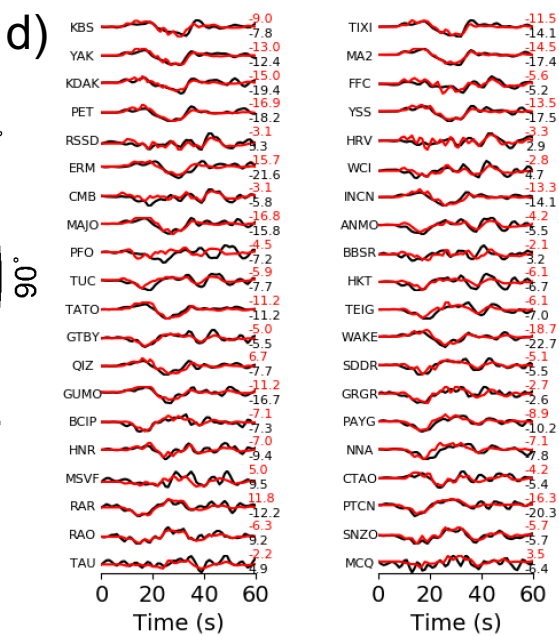 d)
KBS -9.0 -7.8
YAK -13.0 -12.4
KDAK -15.0 -19.4
PET -16.9 -18.2
RSSD -3.1 3.3
ERM -15.7 -21.6
CMB -3.1 -5.8
MAJO -16.8 -15.8
PFO -4.5 -7.2
TUC -5.9 -7.7
TATO -11.2 -11.2
GTBY -5.0 -5.5
QIZ 6.7 -7.7
GUMO -11.2 -16.7
BCIP -7.1 -7.3
HNR -7.0 -9.4
MSVF 5.0 9.5
RAR 11.8 -12.2
RAO -6.3 9.2
TAU -2.2 4.9
0 20 40 60
Time (s)
TIXI -11.5 -14.1
MA2 -14.5 -17.4
FFC -5.6 -5.2
YSS -13.5 -17.5
HRV -3.3 2.9
WCI -2.8 4.7
INCN -13.3 -14.1
ANMO -4.2 -5.5
BBSR -2.1 3.2
HKT -6.1 -6.7
TEIG -6.1 -7.0
WAKE -18.7 -22.7
SDDR -5.1 -5.5
GRGR -2.7 -2.6
PAYG -8.9 -10.2
NNA -7.1 -7.8
CTAO -4.2 -5.4
PTCN -16.3 -20.3
SNZO -5.7 -5.7
MCQ 3.5 -6.4
0 20 40 60
Time (s)
90°